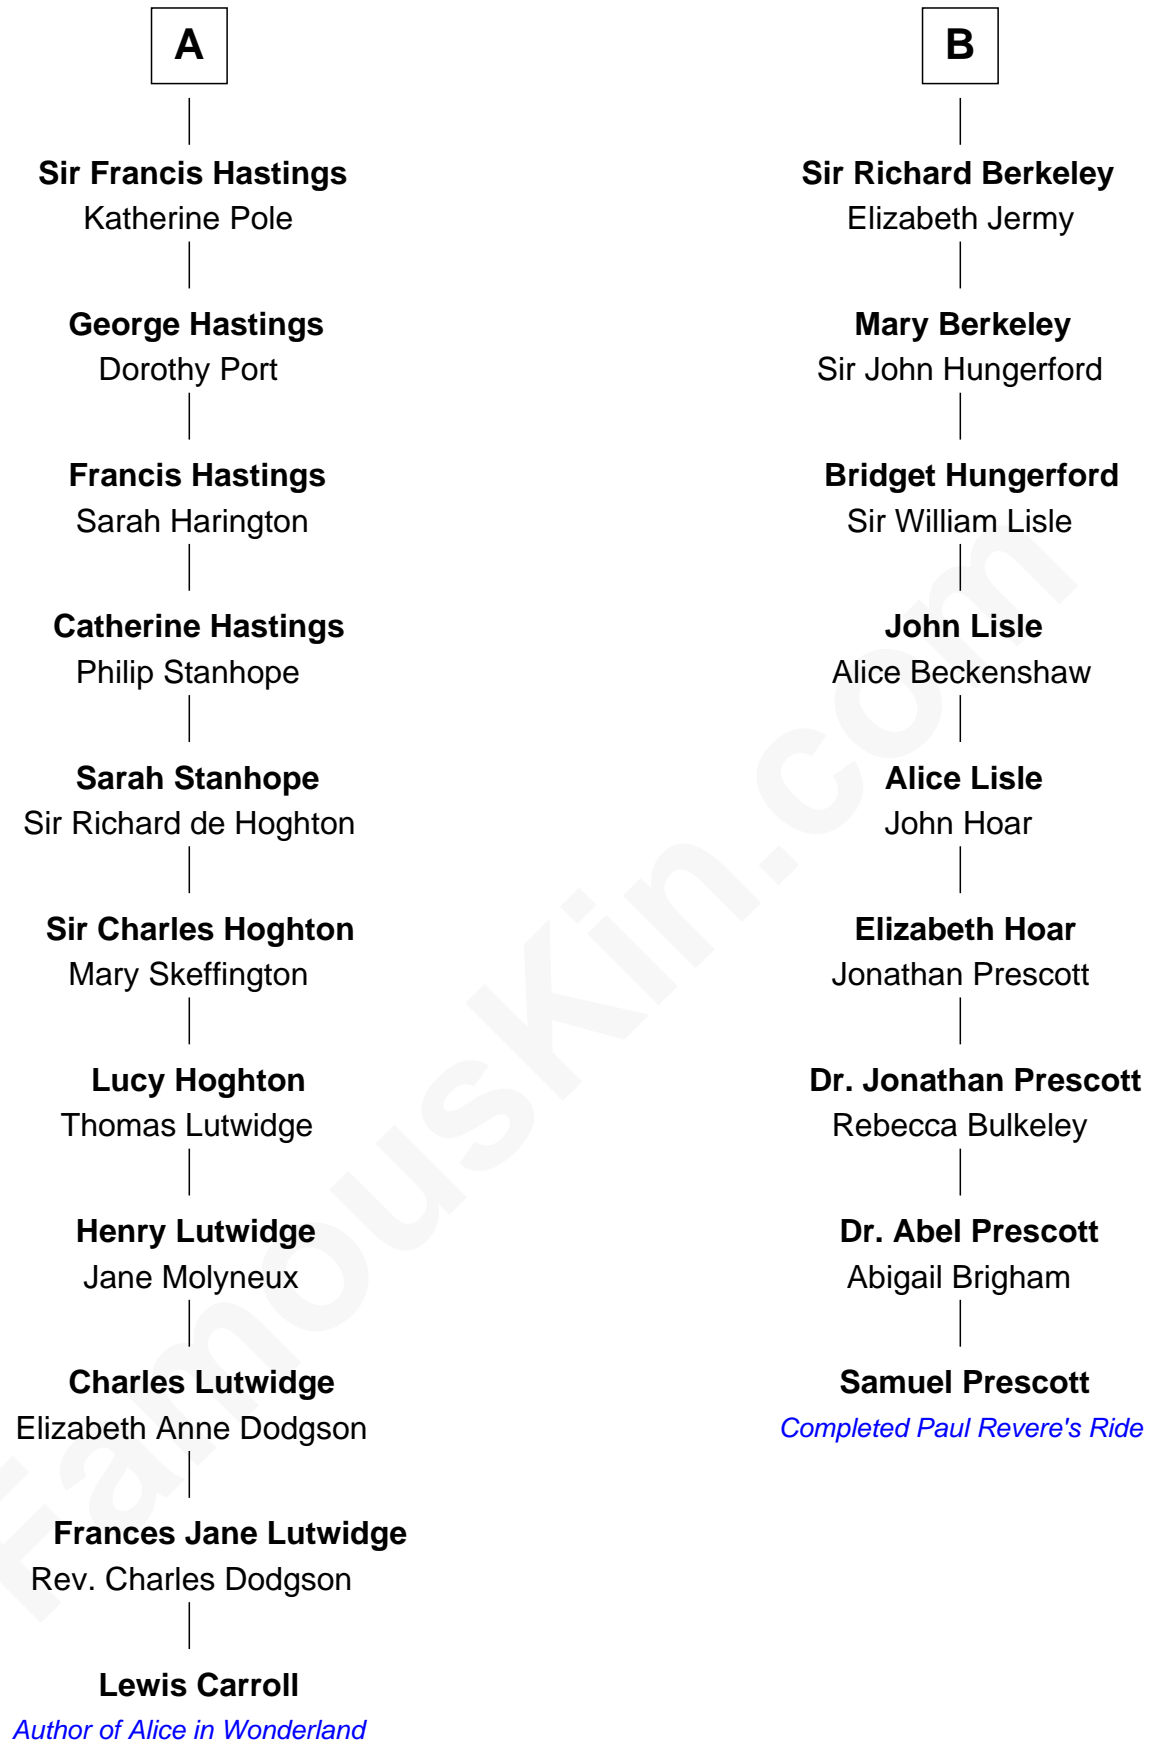 A
Sir Francis Hastings
Katherine Pole
George Hastings
Dorothy Port
Francis Hastings
Sarah Harington
Catherine Hastings
Philip Stanhope
Sarah Stanhope
Sir Richard de Hoghton
Sir Charles Hoghton
Mary Skeffington
Lucy Hoghton
Thomas Lutwidge
Henry Lutwidge
Jane Molyneux
Charles Lutwidge
Elizabeth Anne Dodgson
Frances Jane Lutwidge
Rev. Charles Dodgson
Lewis Carroll
Author of Alice in Wonderland
B
Sir Richard Berkeley
Elizabeth Jermy
Mary Berkeley
Sir John Hungerford
Bridget Hungerford
Sir William Lisle
John Lisle
Alice Beckenshaw
Alice Lisle
John Hoar
Elizabeth Hoar
Jonathan Prescott
Dr. Jonathan Prescott
Rebecca Bulkeley
Dr. Abel Prescott
Abigail Brigham
Samuel Prescott
Completed Paul Revere's Ride
FamousKin.com